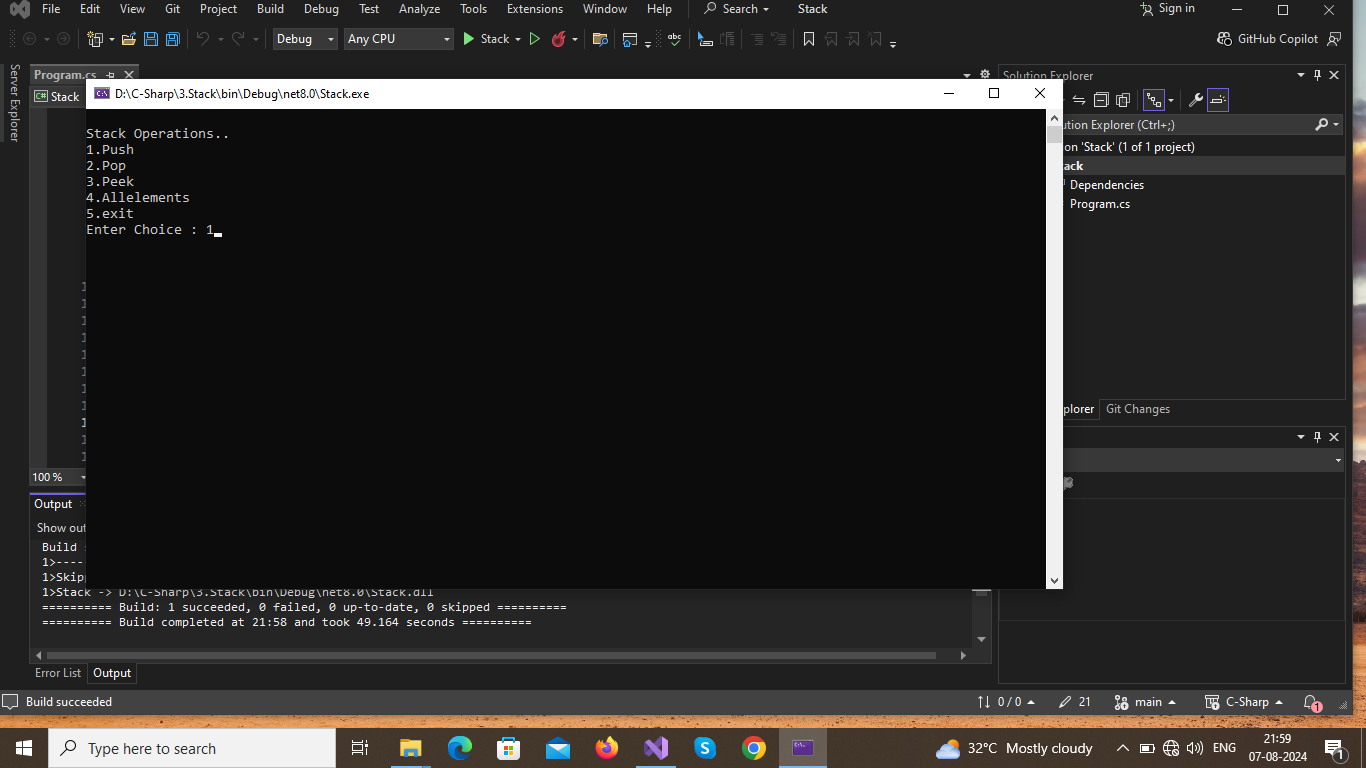 File Edit View Git Project Build Debug Test Analyze Tools Extensions Window Help Search Stack Sign in
Debug Any CPU Stack GitHub Copilot
Server Explorer
Program.cs
Stack
D:\C-Sharp\3.Stack\bin\Debug\net8.0\Stack.exe
Stack Operations..
1.Push
2.Pop
3.Peek
4.Allelements
5.exit
Enter Choice : 1
Solution Explorer
ution Explorer (Ctrl+;)
on 'Stack' (1 of 1 project)
tack
Dependencies
Program.cs
plorer Git Changes
100 %
Output
Show out
Build
1>----
1>Skipp
1>Stack -> D:\C-Sharp\3.Stack\bin\Debug\net8.0\Stack.dll
========== Build: 1 succeeded, 0 failed, 0 up-to-date, 0 skipped ==========
========== Build completed at 21:58 and took 49.164 seconds ==========
Error List Output
Build succeeded 0 / 0 21 main C-Sharp 1
Type here to search 32°C Mostly cloudy ENG 21:59
07-08-2024 1